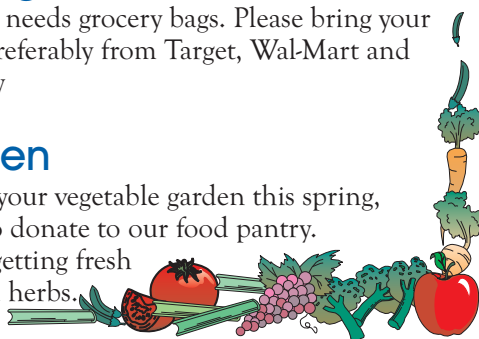 needs grocery bags. Please bring your
referably from Target, Wal-Mart and
en
your vegetable garden this spring,
donate to our food pantry.
getting fresh
herbs.